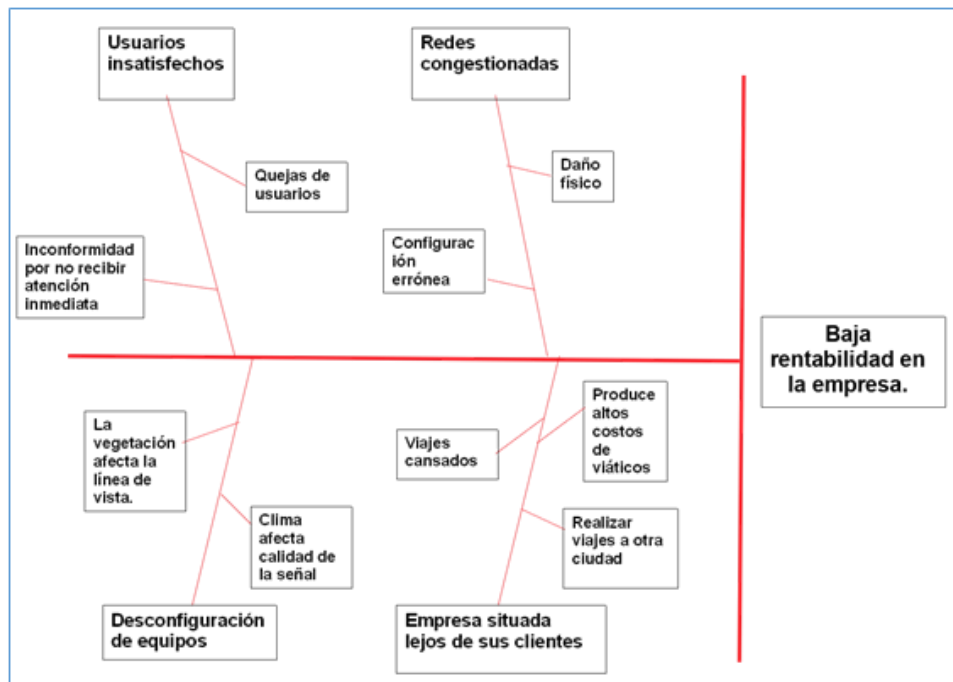 Usuarios
insatisfechos
Redes
congestionadas
Quejas de
usuarios
Daño
físico
Inconformidad
por no recibir
atención
inmediata
Configurac
ión
errónea
Baja
rentabilidad en
la empresa.
La
vegetación
afecta la
línea de
vista.
Viajes
cansados
Produce
altos
costos
de
viáticos
Clima
afecta
calidad de
la señal
Realizar
viajes a otra
ciudad
Desconfiguración
de equipos
Empresa situada
lejos de sus clientes